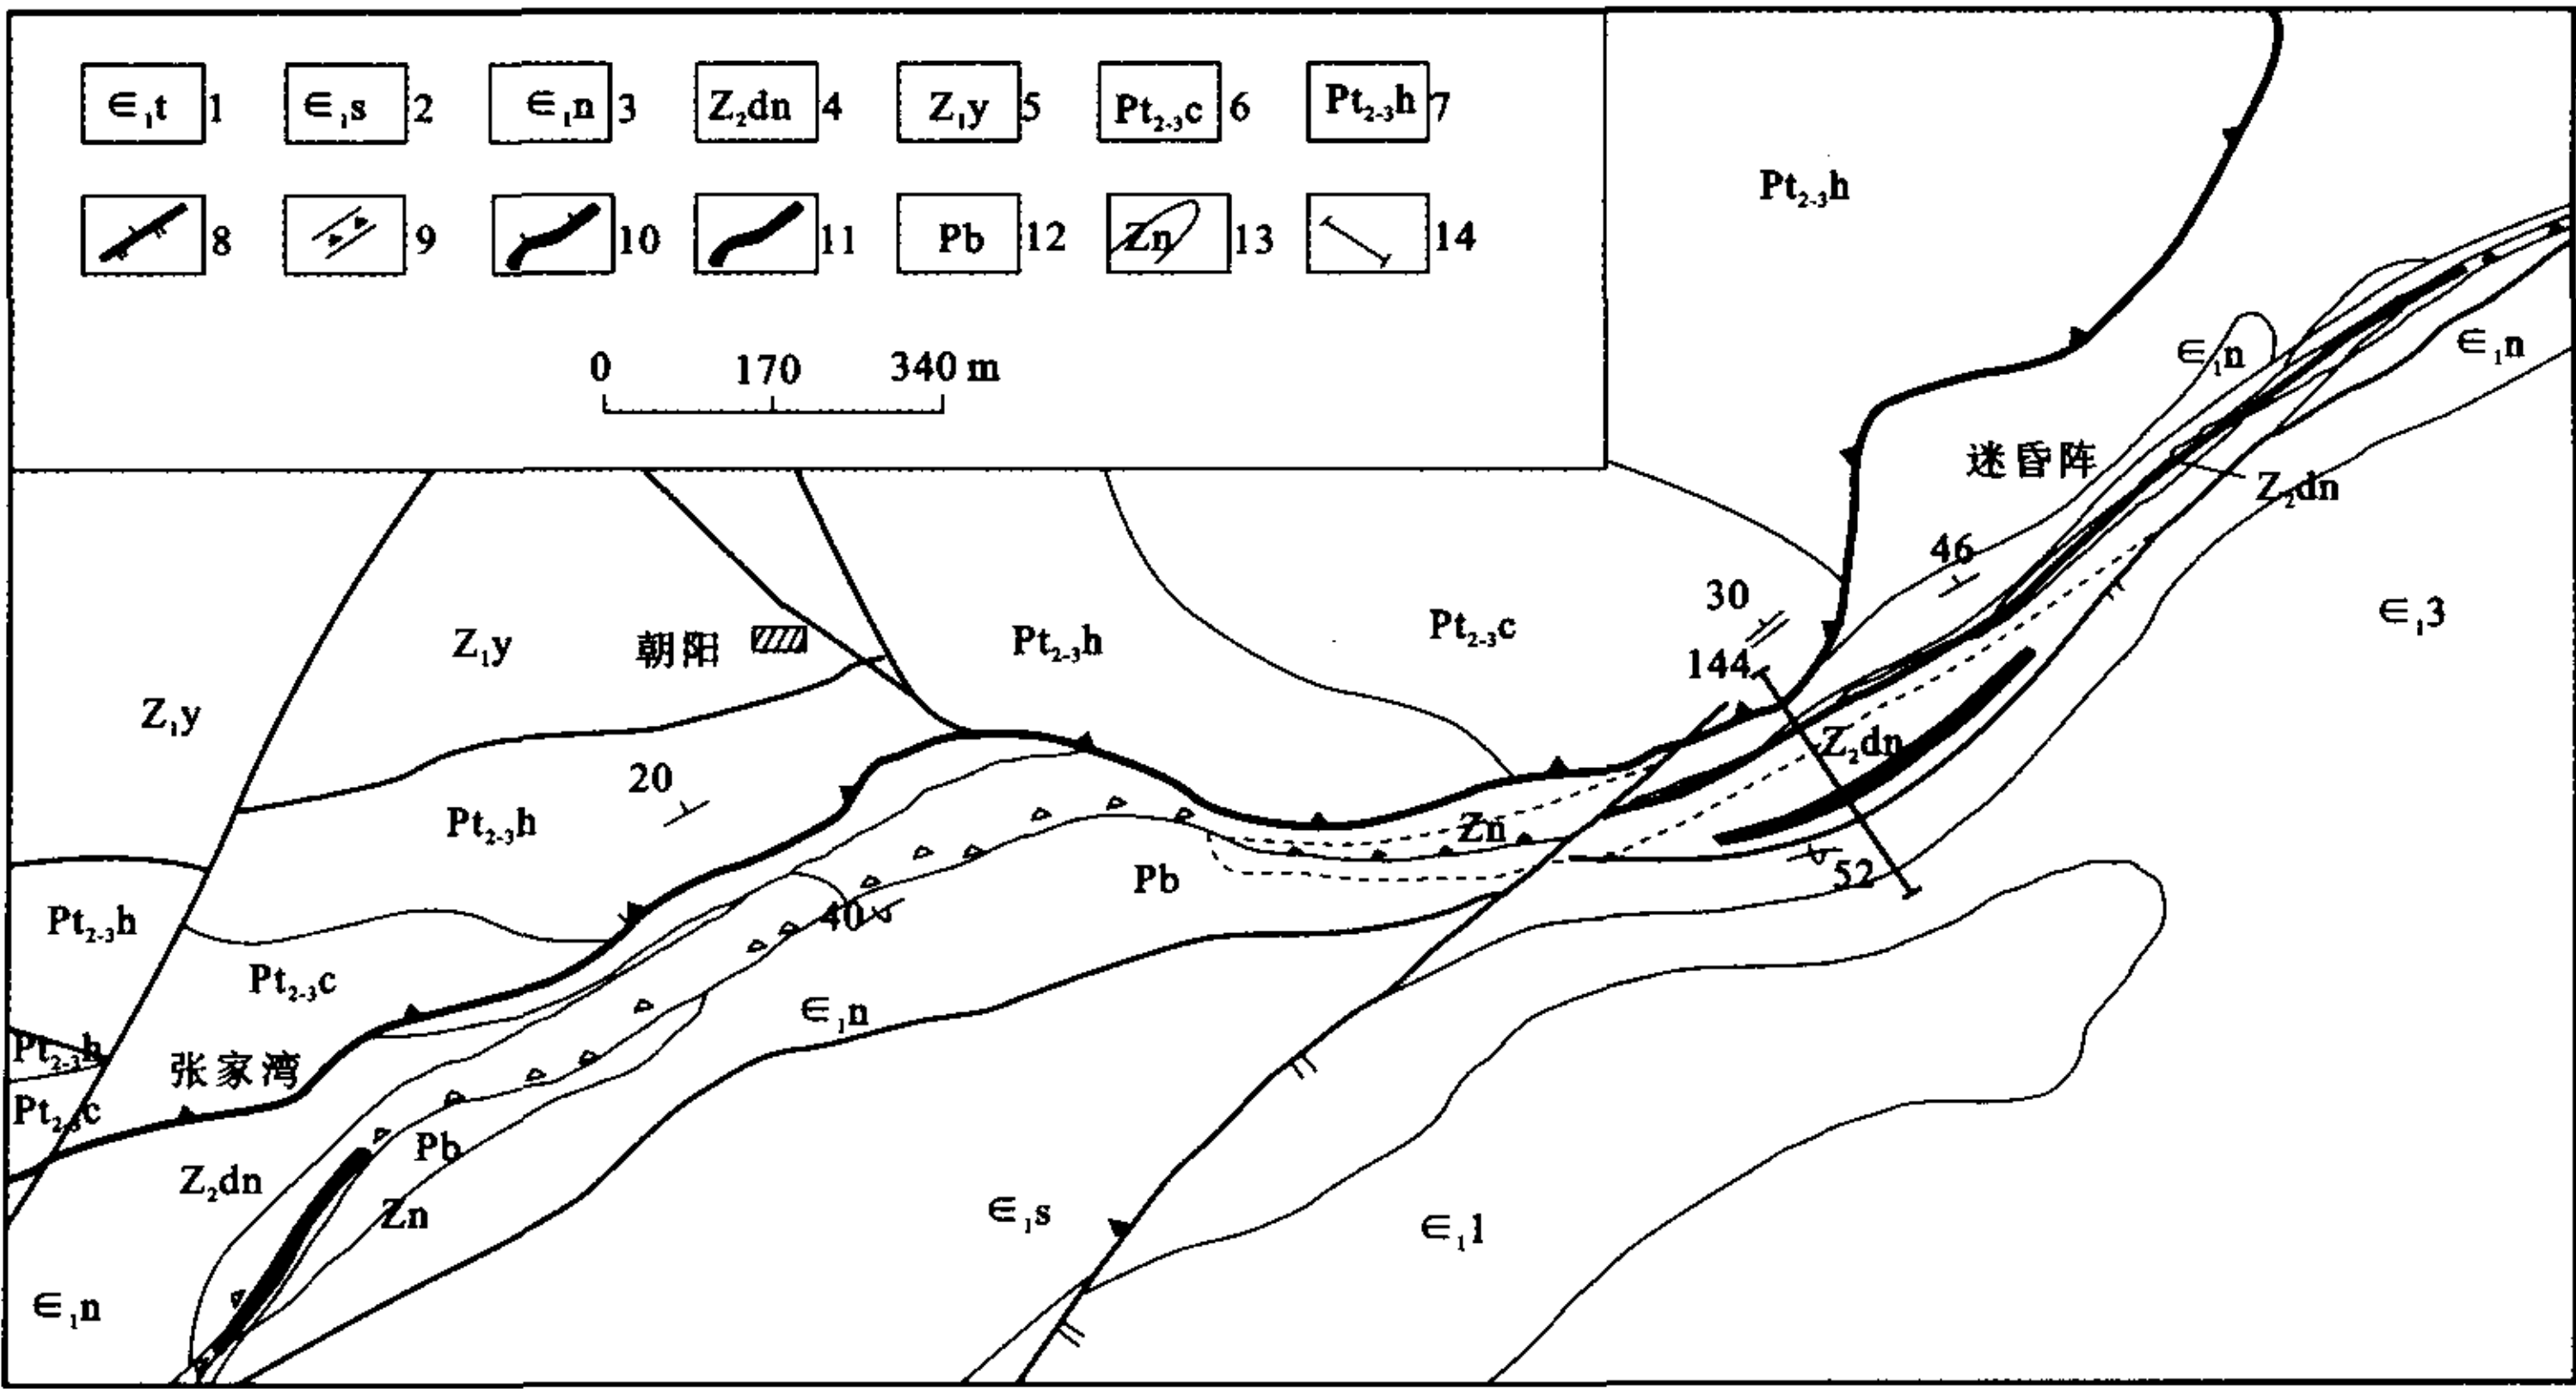 ∈₁t 1 ∈₁s 2 ∈₁n 3 Z₂dn 4 Z₁y 5 Pt₂₋₃c 6 Pt₂₋₃h 7
8 9 10 11 Pb 12 Zn 13 14
0 170 340 m
Pt₂₋₃h
∈₁n
∈₁n
迷昏阵
Z₂dn
46
30
∈₁3
Z₁y
朝阳
Pt₂₋₃h
Pt₂₋₃c
144
Z₁y
Z₂dn
20
Pt₂₋₃h
Zn
52
Pb
40
Pt₂₋₃h
Pt₂₋₃c
∈₁n
Pt₂₋₃h
张家湾
Pt₂₋₃c
Pb
Z₂dn
Zn
∈₁s
∈₁l
∈₁n